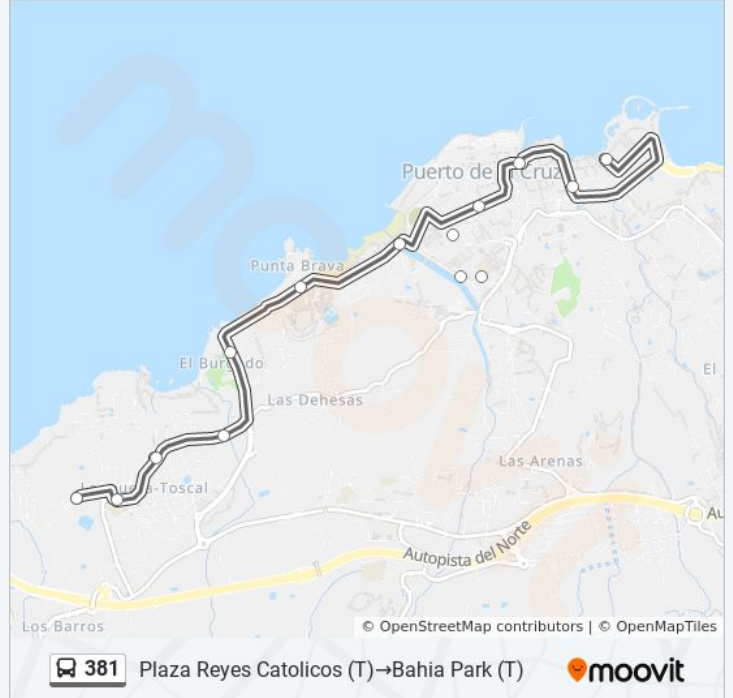 Puerto de Cruz
Punta Brava
El Burgado
Las Dehesas
El
Las Arenas
Autopista del Norte
Au
Los Barros
© OpenStreetMap contributors | © OpenMapTiles
381 Plaza Reyes Catolicos (T)→Bahia Park (T) moovit